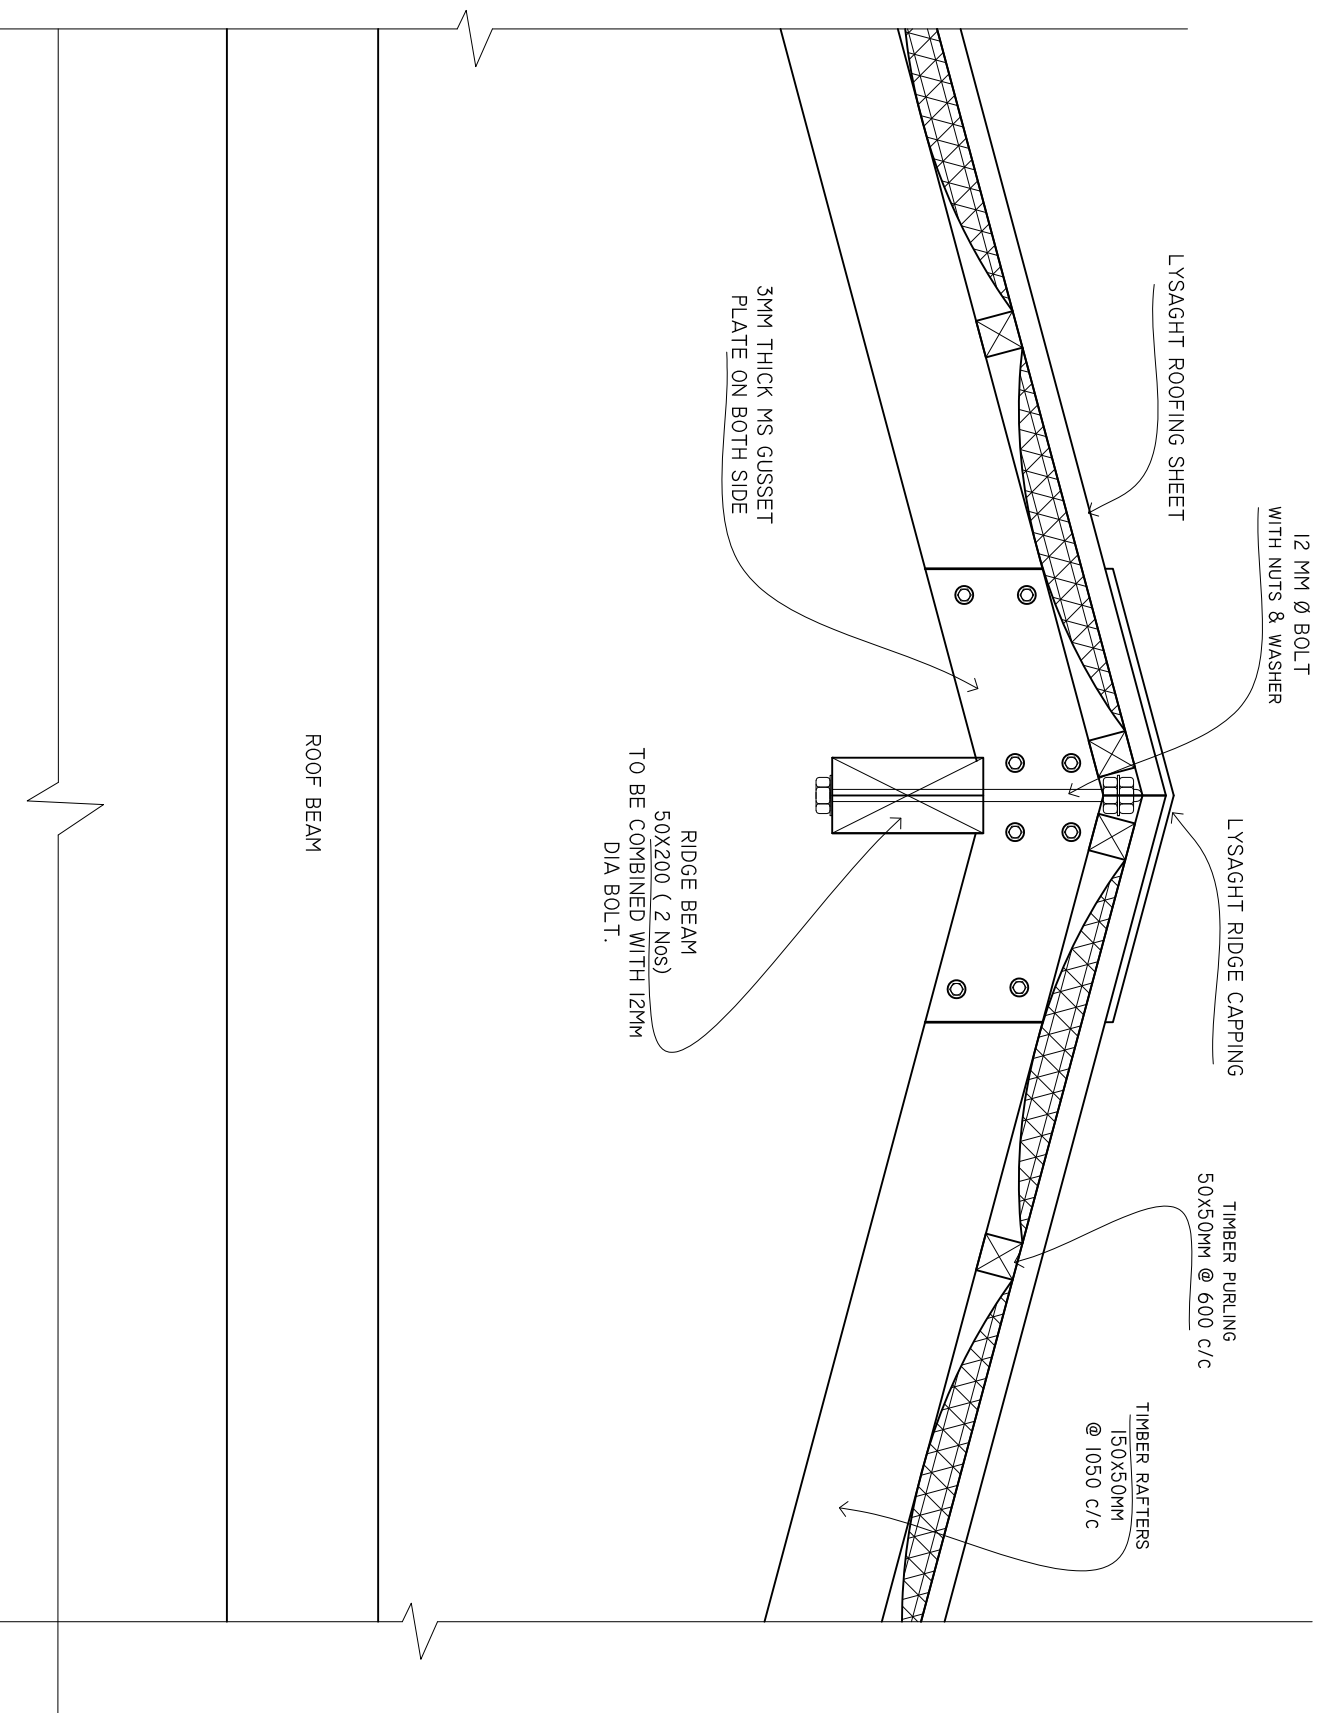 12 MM Ø BOLT
WITH NUTS & WASHER
LYSAGHT RIDGE CAPPING
LYSAGHT ROOFING SHEET
TIMBER PURLING
50x50MM @ 600 C/C
TIMBER RAFTERS
150x50MM
@ 1050 C/C
3MM THICK MS GUSSET
PLATE ON BOTH SIDE
RIDGE BEAM
50X200 ( 2 Nos)
TO BE COMBINED WITH 12MM
DIA BOLT.
ROOF BEAM